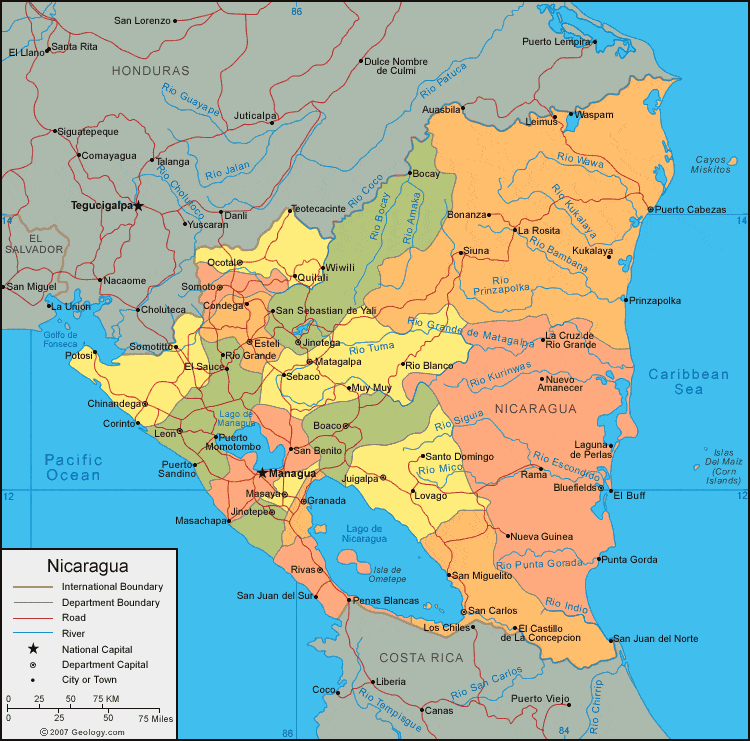 86
San Lorenzo
Puerto Lempira
El Llano
Santa Rita
Dulce Nombre
de Culmi
HONDURAS
Rio Patuca
Rio Guayape
Auasbila
Juticalpa
Leimus
Waspam
Siguatepeque
Comayagua
Talanga
Rio Jalan
Rio Wawa
Cayos
Miskitos
Rio Choluteca
Rio Coco
Bocay
Tegucigalpa
Danli
Teotecacinte
Rio Bocay
Rio Amaka
Bonanza
Rio Kukalaya
Puerto Cabezas
14
14
Yuscaran
La Rosita
EL
SALVADOR
Rio Bambana
Siuna
Kukalaya
Ocotal
Wiwili
Quilali
San Miguel
Nacaome
Somoto
Rio
Prinzapolka
Prinzapolka
La Union
Choluteca
Condega
San Sebastian de Yali
Golfo de
Fonseca
Rio Grande de Matagalpa
La Cruz de
Rio Grande
Somotitto
Esteli
Jinotega
Rio Tuma
Potosi
Rio Grande
El Sauce
Matagalpa
Rio Blanco
Sebaco
Muy Muy
Rio Kurinwas
Nuevo
Amanecer
Caribbean
Sea
Chinandega
NICARAGUA
Corinto
Lago de
Managua
Leon
Puerto
Momotombo
Boaco
Rio Siguia
San Benito
Laguna
de Perlas
Pacific
Ocean
Puerto
Sandino
Santo Domingo
Rio Mico
Rio Escondido
Islas
Del Maiz
(Corn
Islands)
Managua
Juigalpa
Rama
12
12
Masaya
Granada
Lovago
Bluefields
El Buff
Jinotepe
Masachapa
Lago de
Nicaragua
Nueva Guinea
Isla de
Ometepe
Rivas
San Miguelito
Rio Punta Gorada
Punta Gorda
San Juan del Sur
Penas Blancas
San Carlos
Rio Indio
Los Chiles
El Castillo
de La Concepcion
San Juan del Norte
COSTA RICA
Liberia
Coco
Rio San Carlos
Rio Tempisgue
Canas
Puerto Viejo
Rio Chirrip
86
84
Nicaragua
International Boundary
Department Boundary
Road
River
National Capital
Department Capital
City or Town
0 25 50 75 KM
0 25 50 75 Miles
© 2007 Geology.com